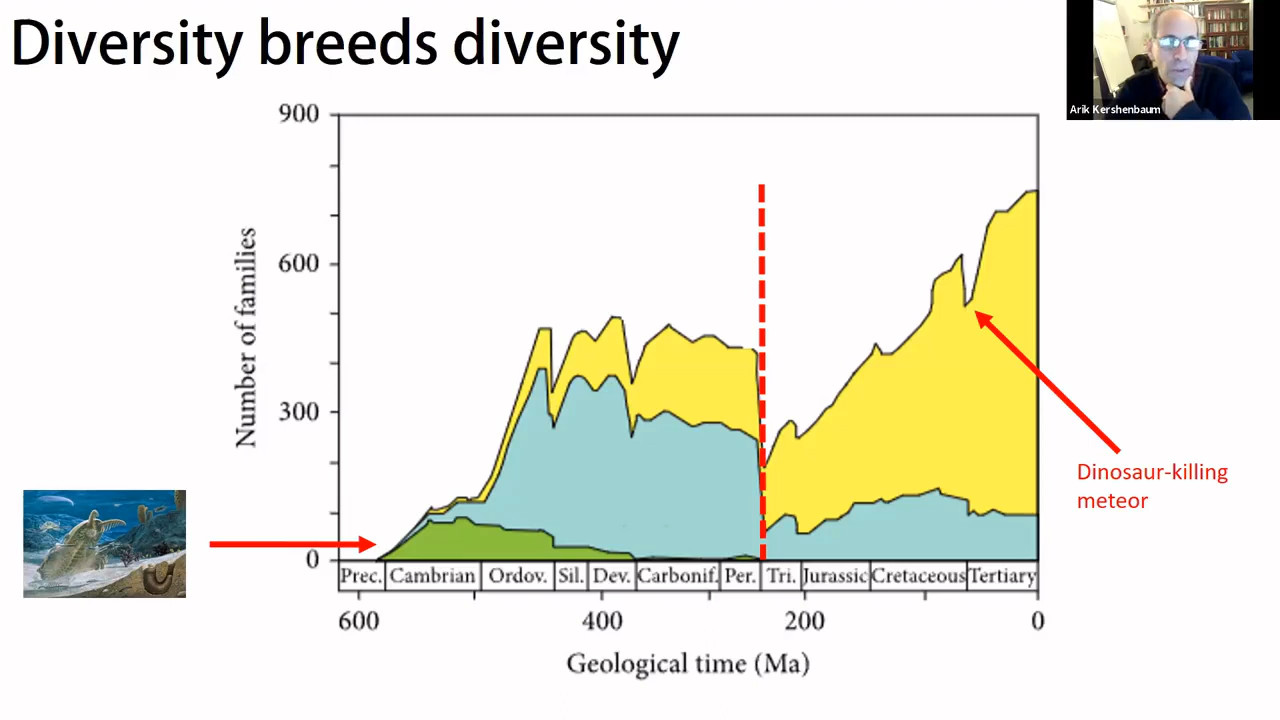 Diversity breeds diversity
Arik Kershenbaum
900
600
300
0
Number of families
Dinosaur-killing
meteor
Prec. Cambrian Ordov. Sil. Dev. Carbonif. Per. Tri. Jurassic Cretaceous Tertiary
600 400 200 0
Geological time (Ma)